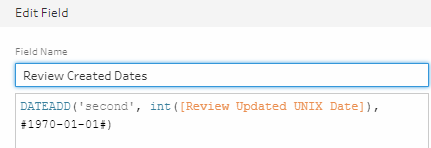 Edit Field
Field Name
Review Created Dates
DATEADD('second', int([Review Updated UNIX Date]),
#1970-01-01#)